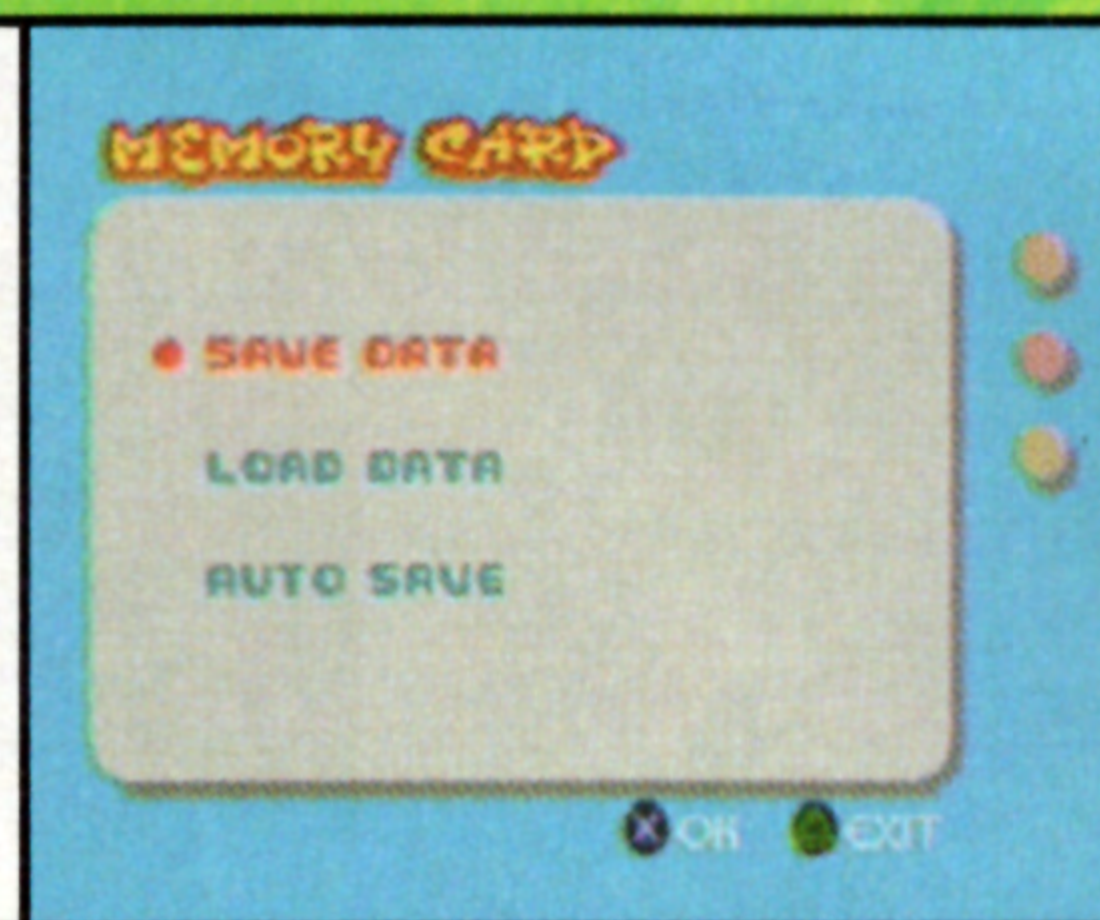 MEMORY CARD
SAVE DATA
LOAD DATA
AUTO SAVE
X OK EXIT